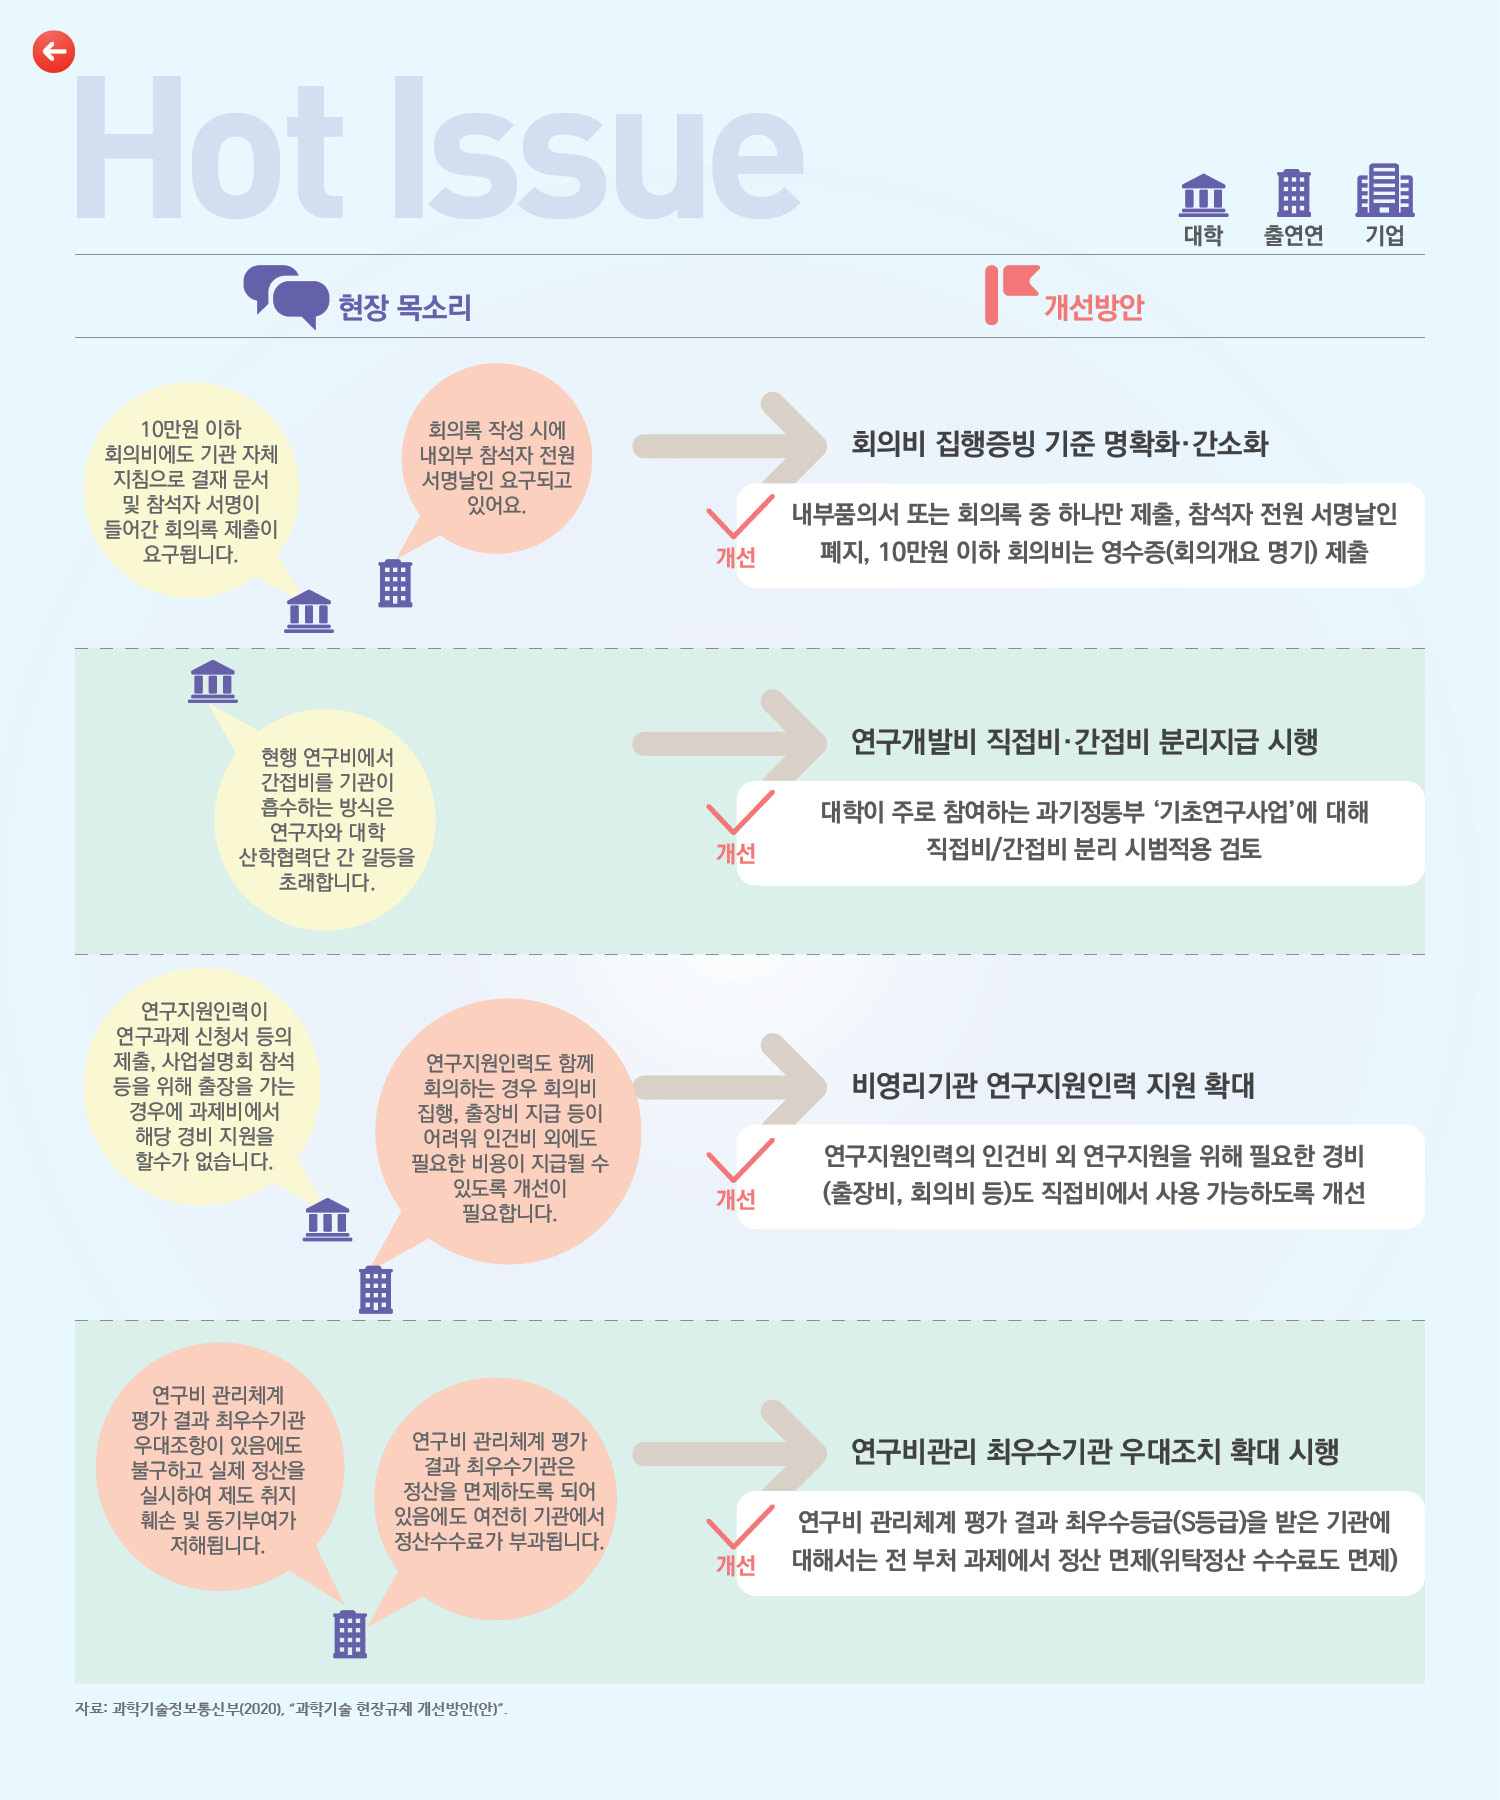 Hot Issue
대학
출연연
기업
현장 목소리
개선방안
10만원 이하
회의비에도 기관 자체
지침으로 결재 문서
및 참석자 서명이
들어간 회의록 제출이
요구됩니다.
회의록 작성 시에
내외부 참석자 전원
서명날인 요구되고
있어요.
회의비 집행증빙 기준 명확화·간소화
개선
내부품의서 또는 회의록 중 하나만 제출, 참석자 전원 서명날인
폐지, 10만원 이하 회의비는 영수증(회의개요 명기) 제출
현행 연구비에서
간접비를 기관이
흡수하는 방식은
연구자와 대학
산학협력단 간 갈등을
초래합니다.
연구개발비 직접비·간접비 분리지급 시행
개선
대학이 주로 참여하는 과기정통부 ‘기초연구사업’에 대해
직접비/간접비 분리 시범적용 검토
연구지원인력이
연구과제 신청서 등의
제출, 사업설명회 참석
등을 위해 출장을 가는
경우에 과제비에서
해당 경비 지원을
할수가 없습니다.
연구지원인력도 함께
회의하는 경우 회의비
집행, 출장비 지급 등이
어려워 인건비 외에도
필요한 비용이 지급될 수
있도록 개선이
필요합니다.
비영리기관 연구지원인력 지원 확대
개선
연구지원인력의 인건비 외 연구지원을 위해 필요한 경비
(출장비, 회의비 등)도 직접비에서 사용 가능하도록 개선
연구비 관리체계
평가 결과 최우수기관
우대조항이 있음에도
불구하고 실제 정산을
실시하여 제도 취지
훼손 및 동기부여가
저해됩니다.
연구비 관리체계 평가
결과 최우수기관은
정산을 면제하도록 되어
있음에도 여전히 기관에서
정산수수료가 부과됩니다.
연구비관리 최우수기관 우대조치 확대 시행
개선
연구비 관리체계 평가 결과 최우수등급(S등급)을 받은 기관에
대해서는 전 부처 과제에서 정산 면제(위탁정산 수수료도 면제)
자료: 과학기술정보통신부(2020), “과학기술 현장규제 개선방안(안)”.